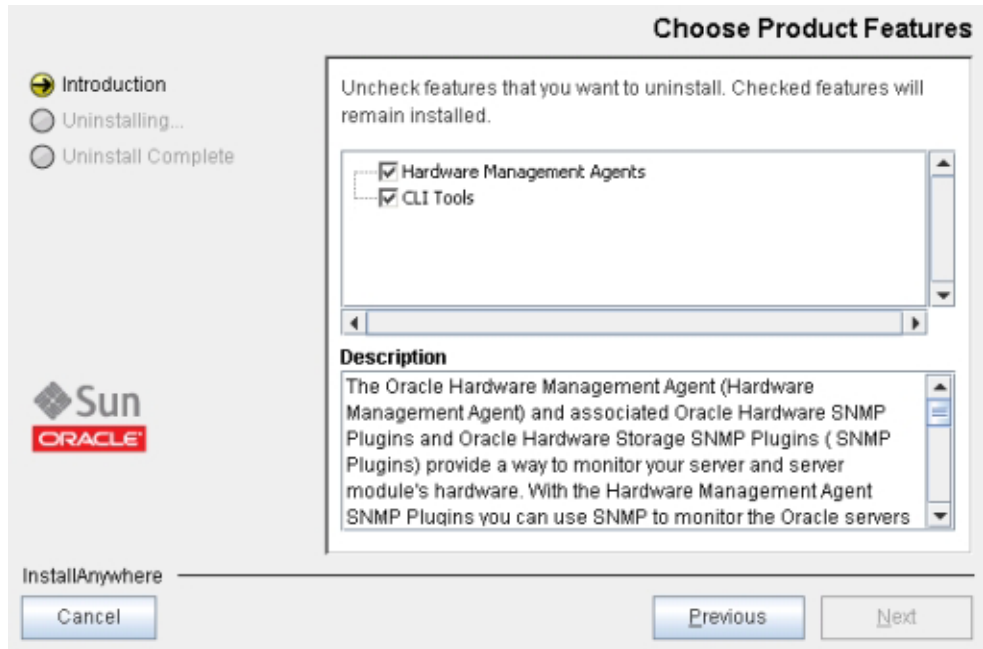 Choose Product Features
Introduction
Uninstalling...
Uninstall Complete
Uncheck features that you want to uninstall. Checked features will
remain installed.
Hardware Management Agents
CLI Tools
Description
The Oracle Hardware Management Agent (Hardware
Management Agent) and associated Oracle Hardware SNMP
Plugins and Oracle Hardware Storage SNMP Plugins ( SNMP
Plugins) provide a way to monitor your server and server
module's hardware. With the Hardware Management Agent
SNMP Plugins you can use SNMP to monitor the Oracle servers
Sun
ORACLE
InstallAnywhere
Cancel
Previous
Next